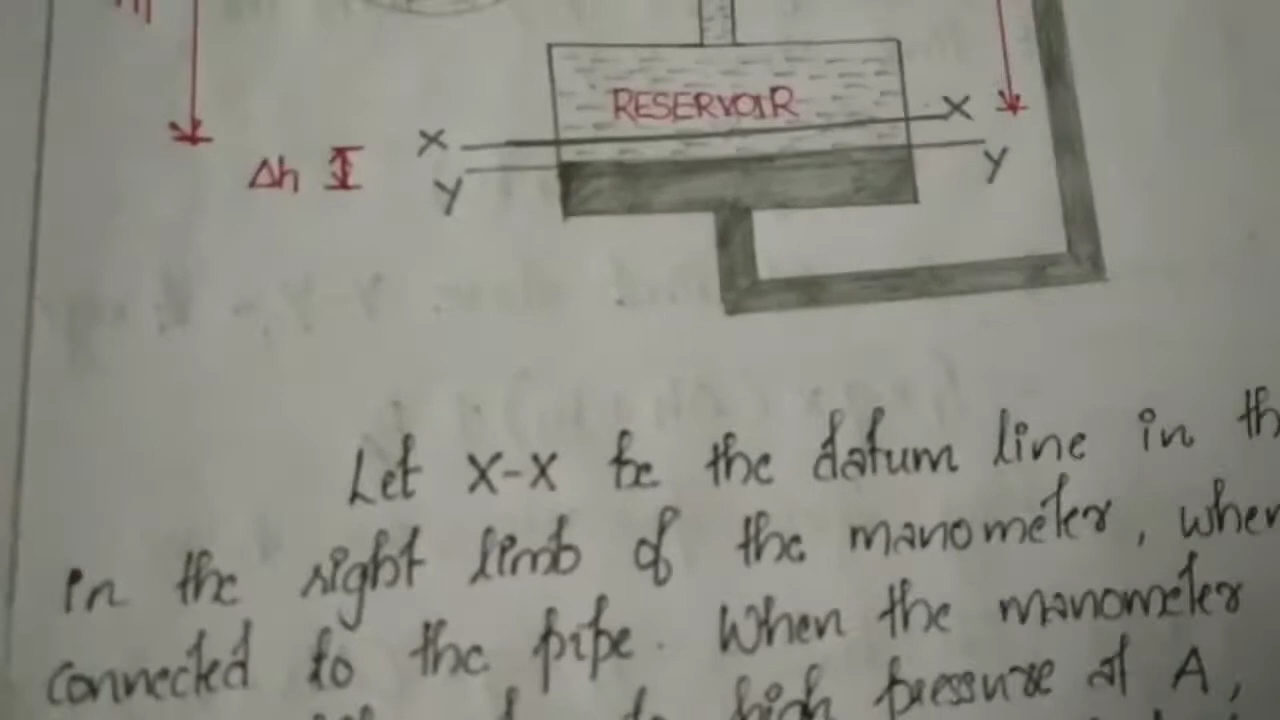 RESERVOIR
X X
Δh
Y Y
Let X-X be the datum line in th
in the right limb of the manometer, when
connected to the pipe. When the manometer
high pressure at A,